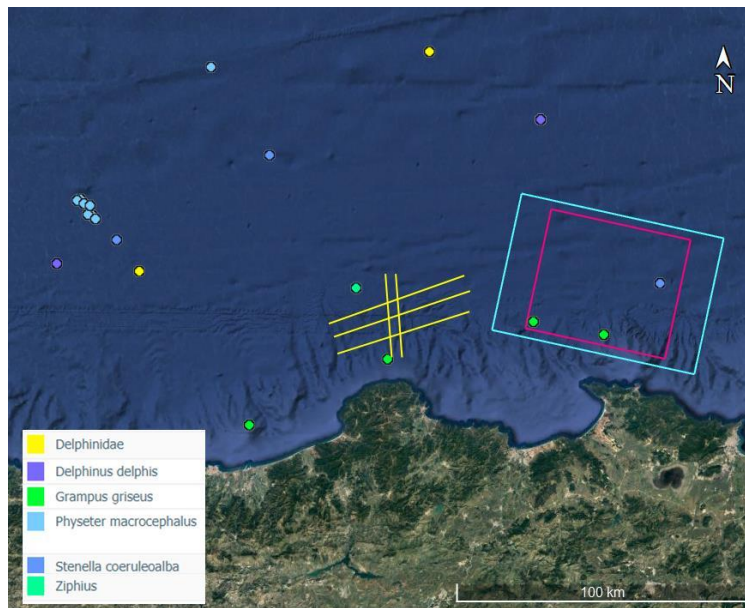 N
Delphinidae
Delphinus delphis
Grampus griseus
Physeter macrocephalus
Stenella coeruleoalba
Ziphius
100 km